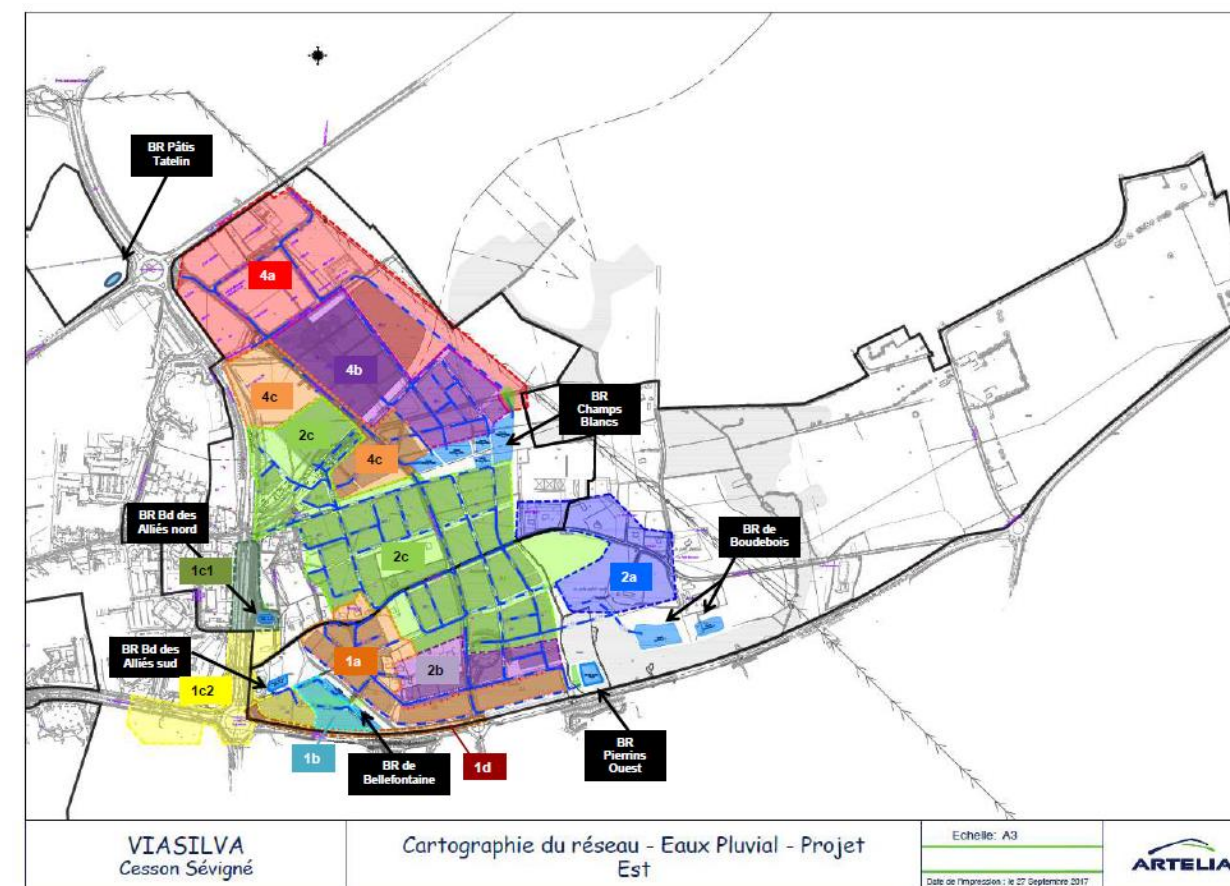 BR Pâtis
Tatelin
4a
4b
4c
BR
Champs
Blancs
2c
4c
BR Bd des
Alliés nord
BR de
Boudebois
1c1
2c
2a
BR Bd des
Alliés sud
1a
2b
1c2
1b
BR de
Bellefontaine
1d
BR
Pierrins
Ouest
VIASILVA
Cesson Sévigné
Cartographie du réseau - Eaux Pluvial - Projet
Est
Echelle: A3
Date de l'impression : le 27 Septembre 2017
ARTELIA